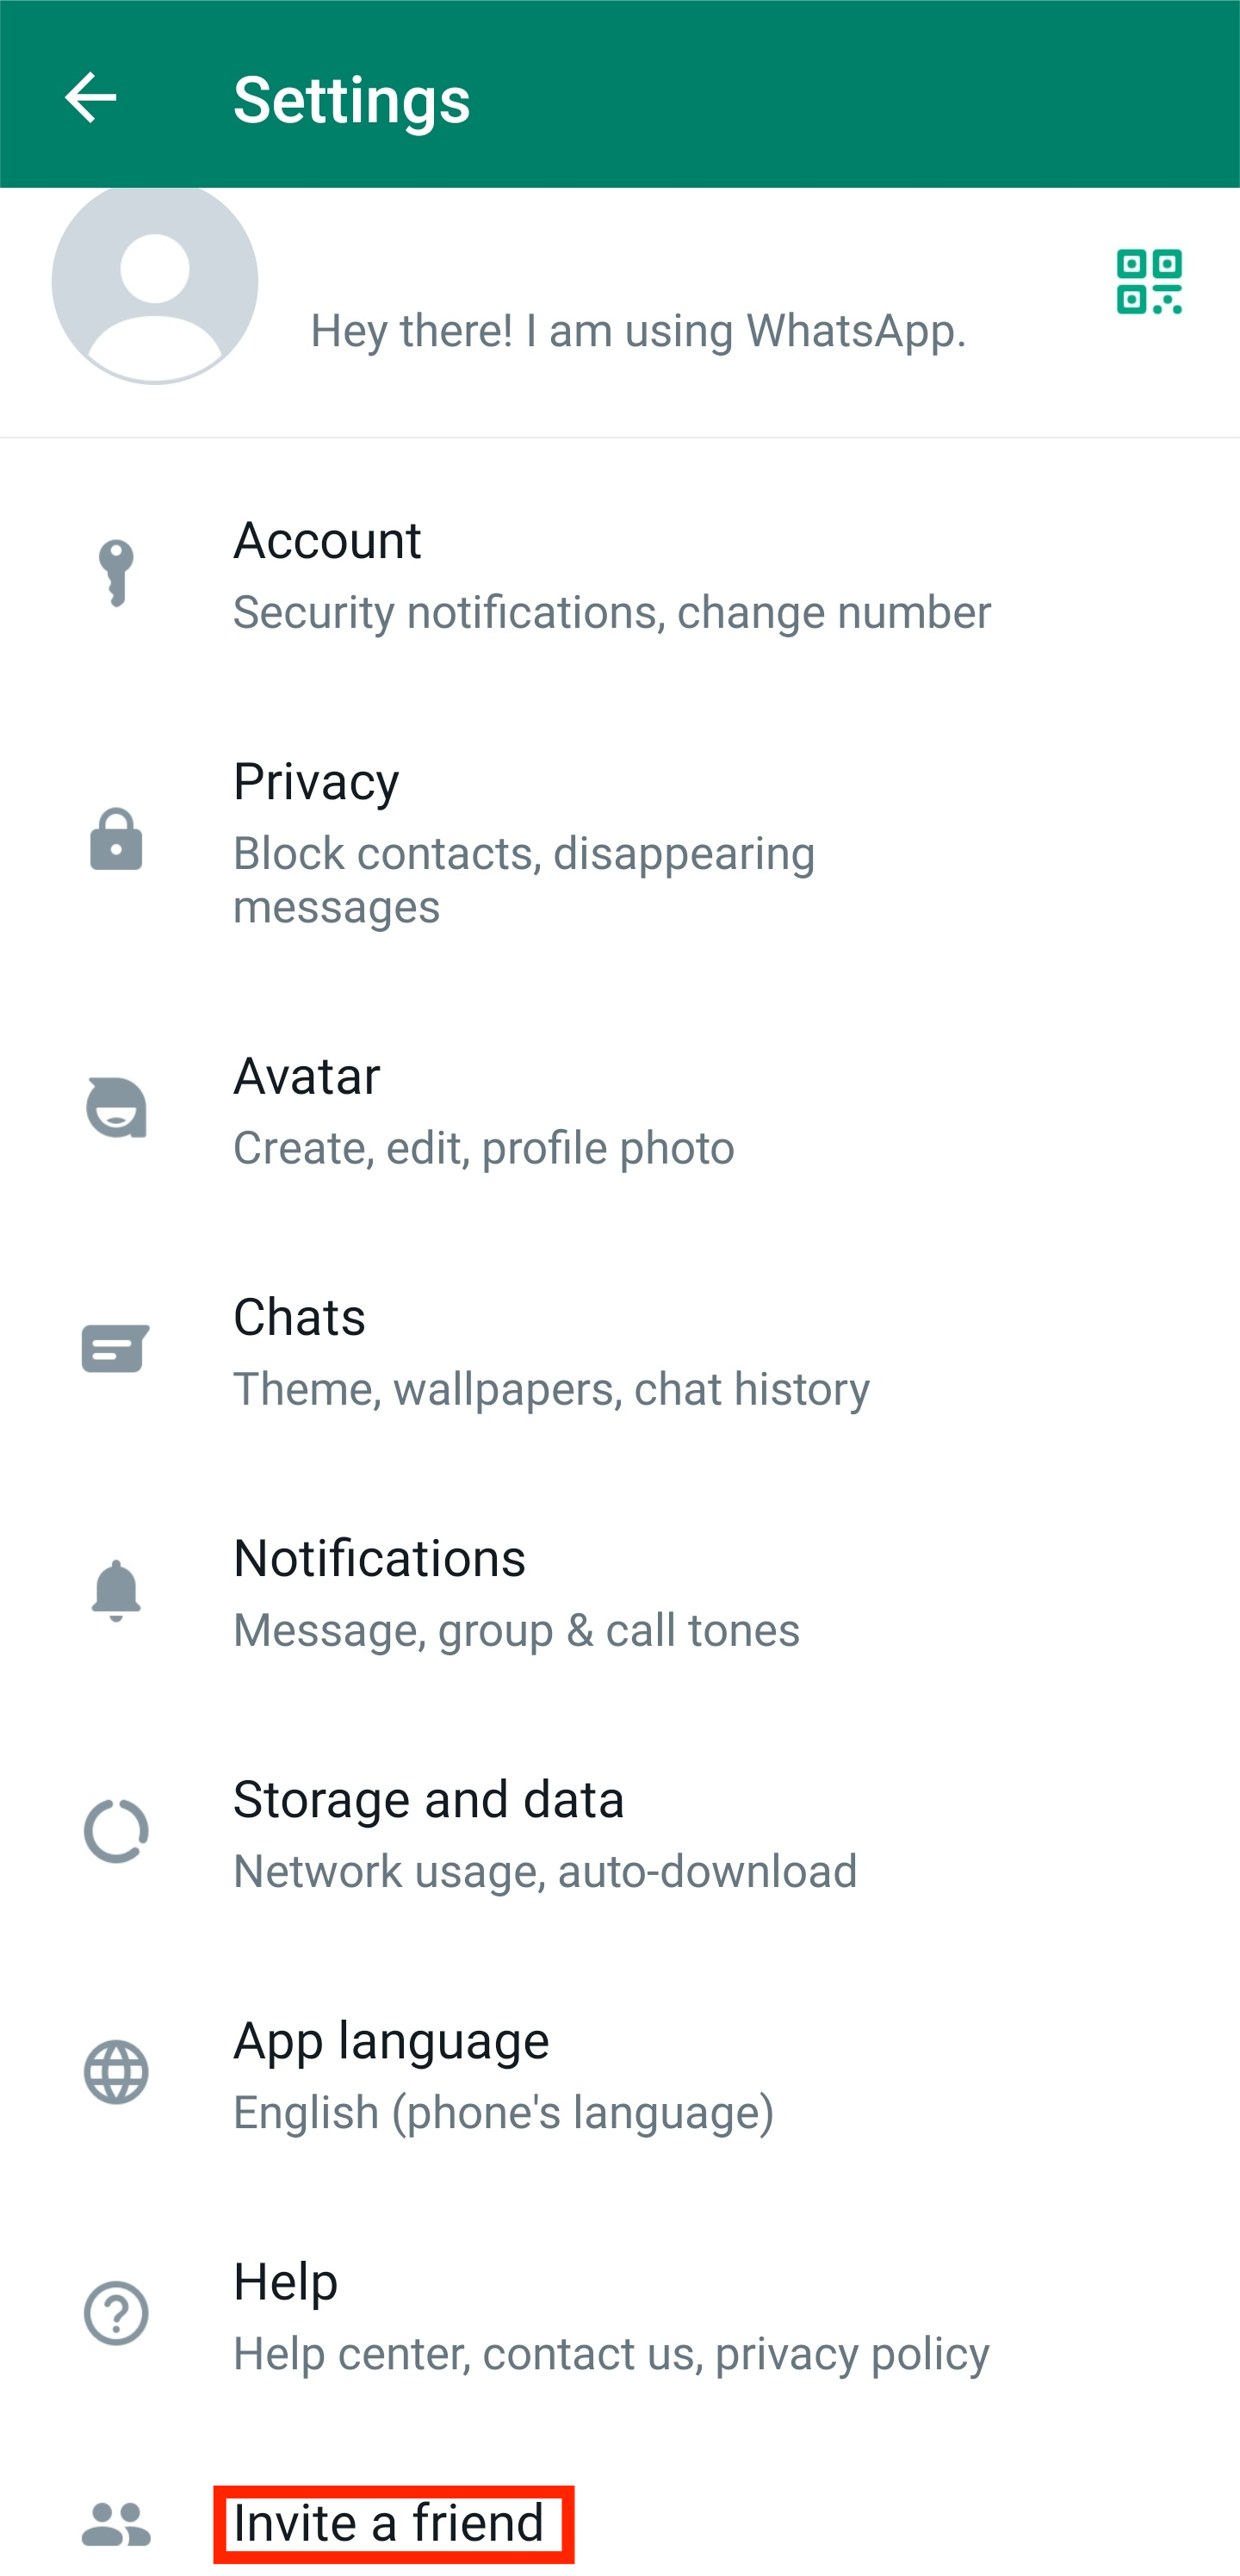 Settings
Hey there! I am using WhatsApp.
Account
Security notifications, change number
Privacy
Block contacts, disappearing
messages
Avatar
Create, edit, profile photo
Chats
Theme, wallpapers, chat history
Notifications
Message, group & call tones
Storage and data
Network usage, auto-download
App language
English (phone's language)
Help
Help center, contact us, privacy policy
Invite a friend